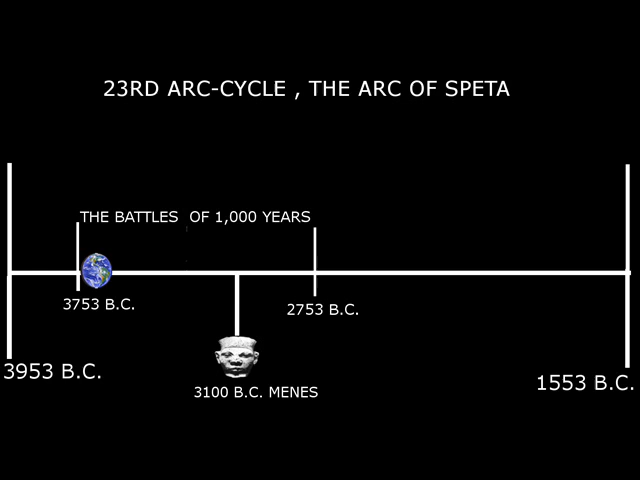 23RD ARC-CYCLE , THE ARC OF SPETA
THE BATTLES  OF 1,000 YEARS
3753 B.C.
2753 B.C.
3953 B.C.
1553 B.C.
3100 B.C. MENES